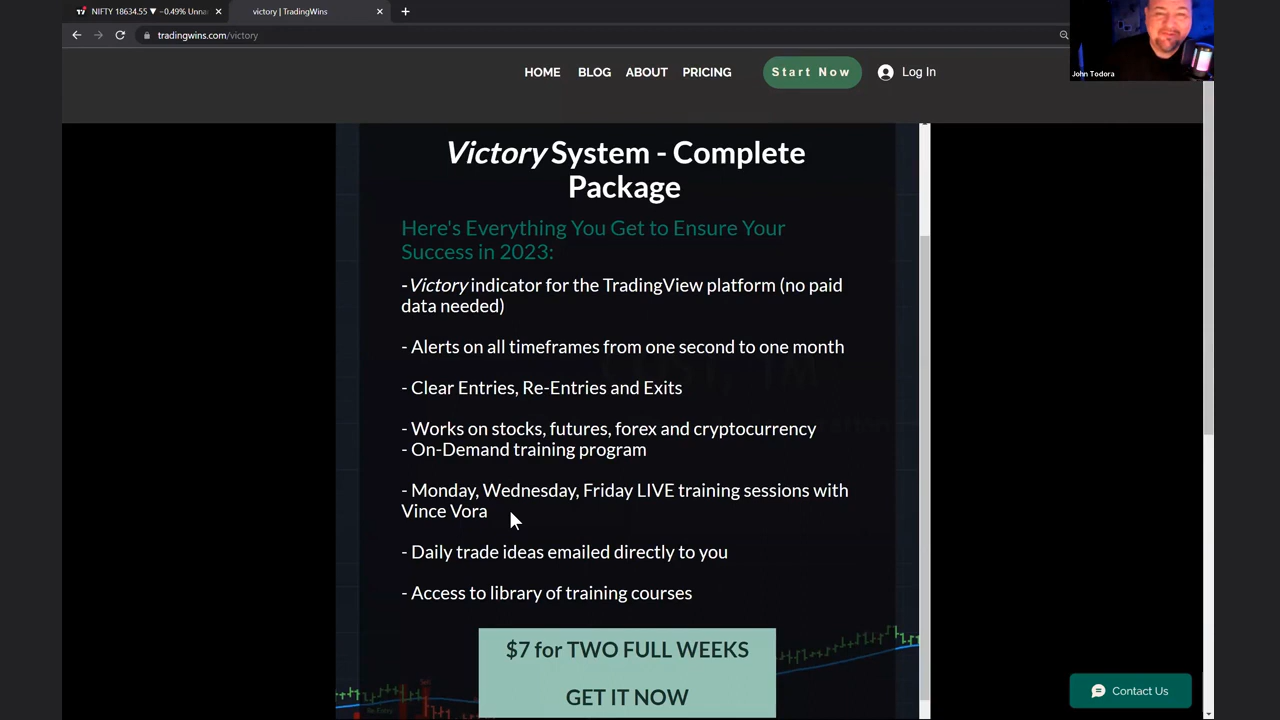 NIFTY 18634.55 ▼ −0.49% Unna
victory | TradingWins
tradingwins.com/victory
John Todora
HOME BLOG ABOUT PRICING Start Now Log In
Victory System - Complete
Package
Here's Everything You Get to Ensure Your
Success in 2023:
-Victory indicator for the TradingView platform (no paid
data needed)
- Alerts on all timeframes from one second to one month
- Clear Entries, Re-Entries and Exits
- Works on stocks, futures, forex and cryptocurrency
- On-Demand training program
- Monday, Wednesday, Friday LIVE training sessions with
Vince Vora
- Daily trade ideas emailed directly to you
- Access to library of training courses
$7 for TWO FULL WEEKS
GET IT NOW
Contact Us
Re-Entry